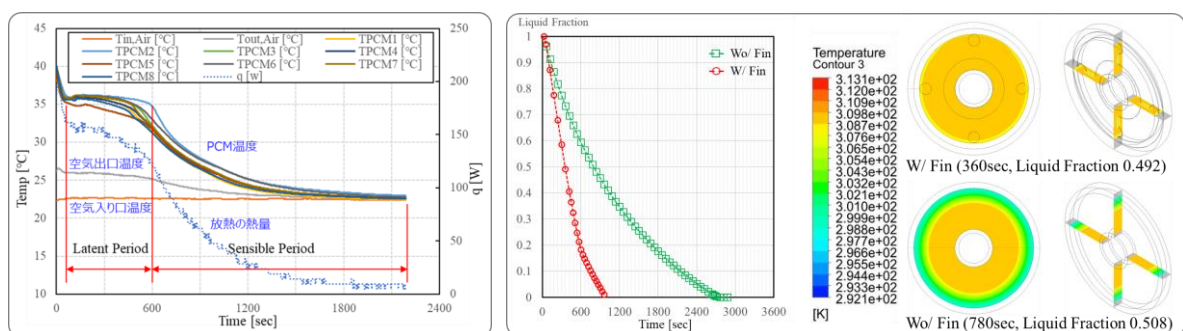 45
40
35
30
25
20
15
10
Temp [℃]
250
200
150
100
50
0
q [W]
Tin,Air [℃] Tout,Air [℃] TPCM1 [℃]
TPCM2 [℃] TPCM3 [℃] TPCM4 [℃]
TPCM5 [℃] TPCM6 [℃] TPCM7 [℃]
TPCM8 [℃] q [w]
PCM温度
空気出口温度
空気入り口温度
放熱の熱量
Latent Period
Sensible Period
0 600 1200 1800 2400
Time [sec]
Liquid Fraction
1
0.9
0.8
0.7
0.6
0.5
0.4
0.3
0.2
0.1
0
Wo/ Fin
W/ Fin
0 600 1200 1800 2400 3000 3600
Time [sec]
Temperature
Contour 3
3.131e+02
3.120e+02
3.109e+02
3.098e+02
3.087e+02
3.076e+02
3.065e+02
3.054e+02
3.043e+02
3.032e+02
3.021e+02
3.010e+02
2.999e+02
2.988e+02
2.977e+02
2.966e+02
2.955e+02
2.944e+02
2.933e+02
2.921e+02
[K]
W/ Fin (360sec, Liquid Fraction 0.492)
Wo/ Fin (780sec, Liquid Fraction 0.508)